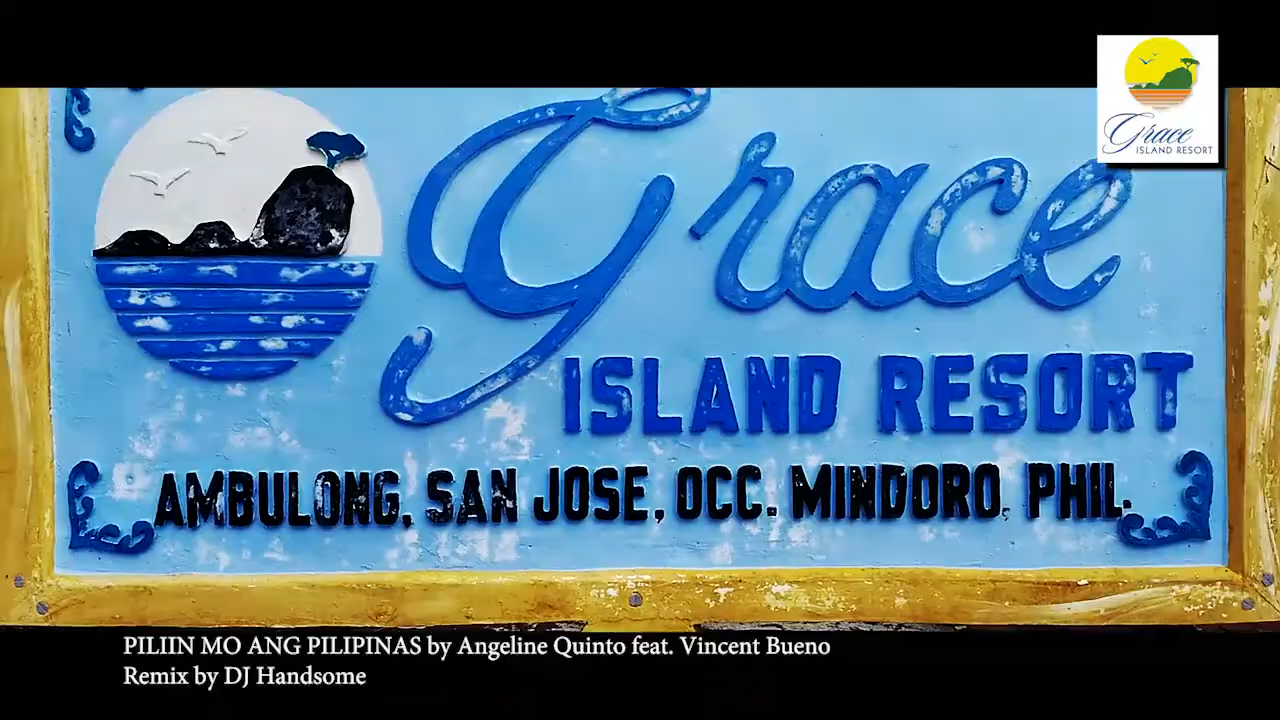 Grace
ISLAND RESORT
Grace
ISLAND RESORT
AMBULONG, SAN JOSE, OCC. MINDORO, PHIL.
PILIIN MO ANG PILIPINAS by Angeline Quinto feat. Vincent Bueno
Remix by DJ Handsome